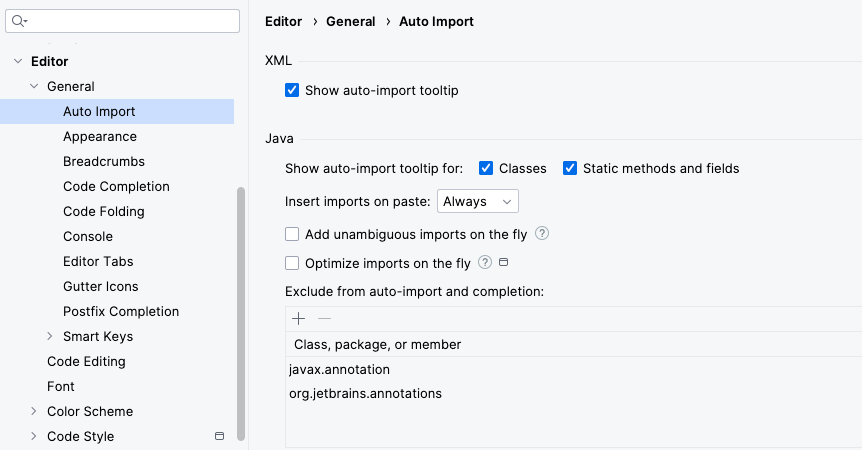 Editor
General
Auto Import
Appearance
Breadcrumbs
Code Completion
Code Folding
Console
Editor Tabs
Gutter Icons
Postfix Completion
Smart Keys
Code Editing
Font
Color Scheme
Code Style
Editor › General › Auto Import
XML
Show auto-import tooltip
Java
Show auto-import tooltip for: Classes Static methods and fields
Insert imports on paste: Always
Add unambiguous imports on the fly ?
Optimize imports on the fly ?
Exclude from auto-import and completion:
Class, package, or member
javax.annotation
org.jetbrains.annotations